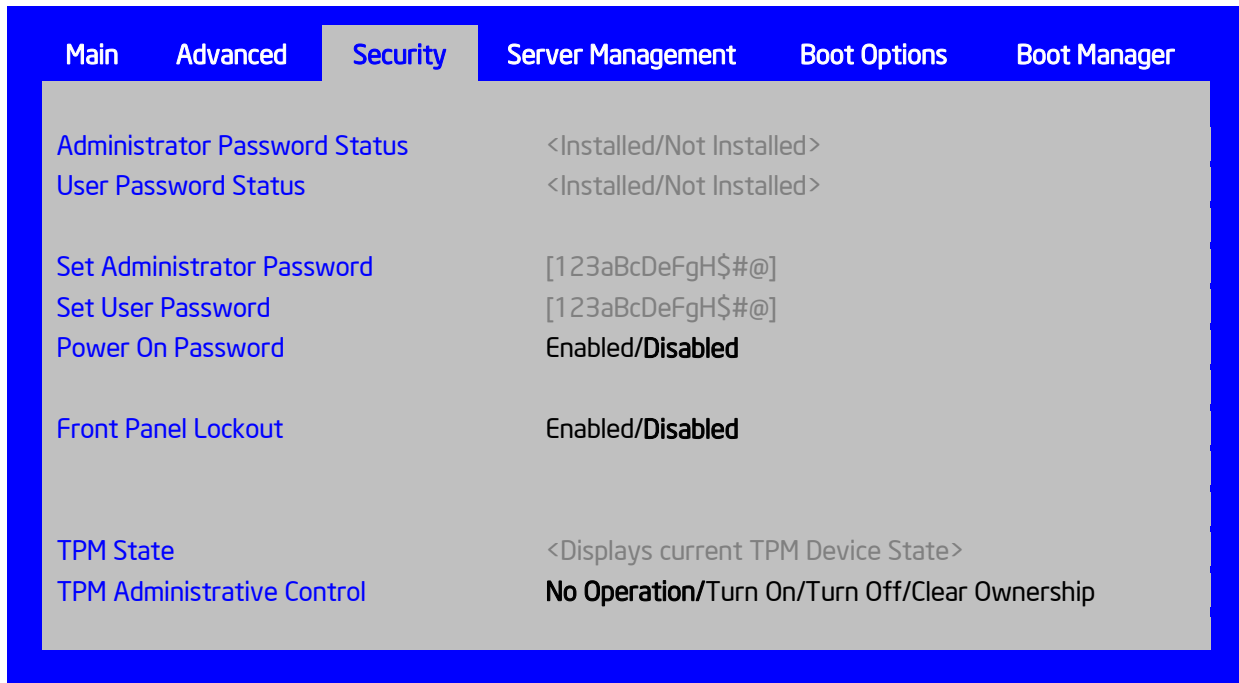 Main Advanced Security Server Management Boot Options Boot Manager
Administrator Password Status <Installed/Not Installed>
User Password Status <Installed/Not Installed>
Set Administrator Password [123aBcDeFgH$#@]
Set User Password [123aBcDeFgH$#@]
Power On Password Enabled/Disabled
Front Panel Lockout Enabled/Disabled
TPM State <Displays current TPM Device State>
TPM Administrative Control No Operation/Turn On/Turn Off/Clear Ownership